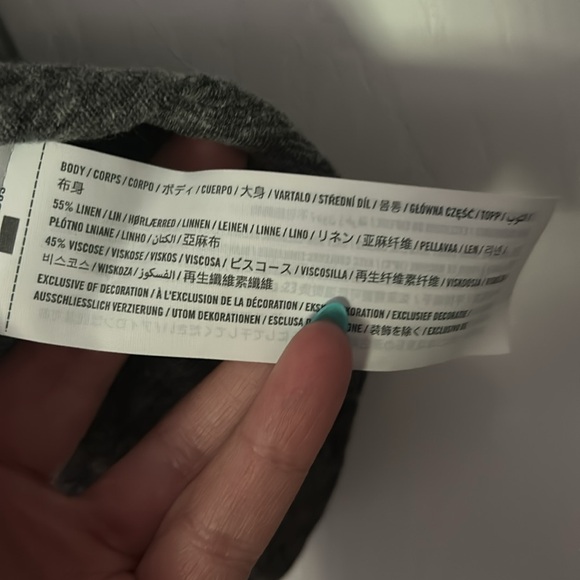 BODY / CORPS / CORPO / ボディ / CUERPO / 大身 / VARTALO / STŘEDNÍ DÍL / 몸통 / GŁÓWNA CZĘŚĆ / TOPP /
布身
55% LINEN / LIN / HØRLÆRRED / LINNEN / LEINEN / LINNE / LINO / リネン / 亚麻纤维 / PELLAVAA / LEN /
PŁÓTNO LNIANE / LINHO / الكتان / 亞麻布
45% VISCOSE / VISKOSE / VISKOS / VISCOSA / ビスコース / VISCOSILLA / 再生纤维素纤维 /
비스코스 / WISKOZA / الفسكوز / 再生纖維素纖維
EXCLUSIVE OF DECORATION / À L'EXCLUSION DE LA DÉCORATION / EXCLUSIEF DECORATIE /
AUSSCHLIESSLICH VERZIERUNG / UTOM DEKORATIONEN / ESCLUSA / 装飾を除く / EXCLUSIVE